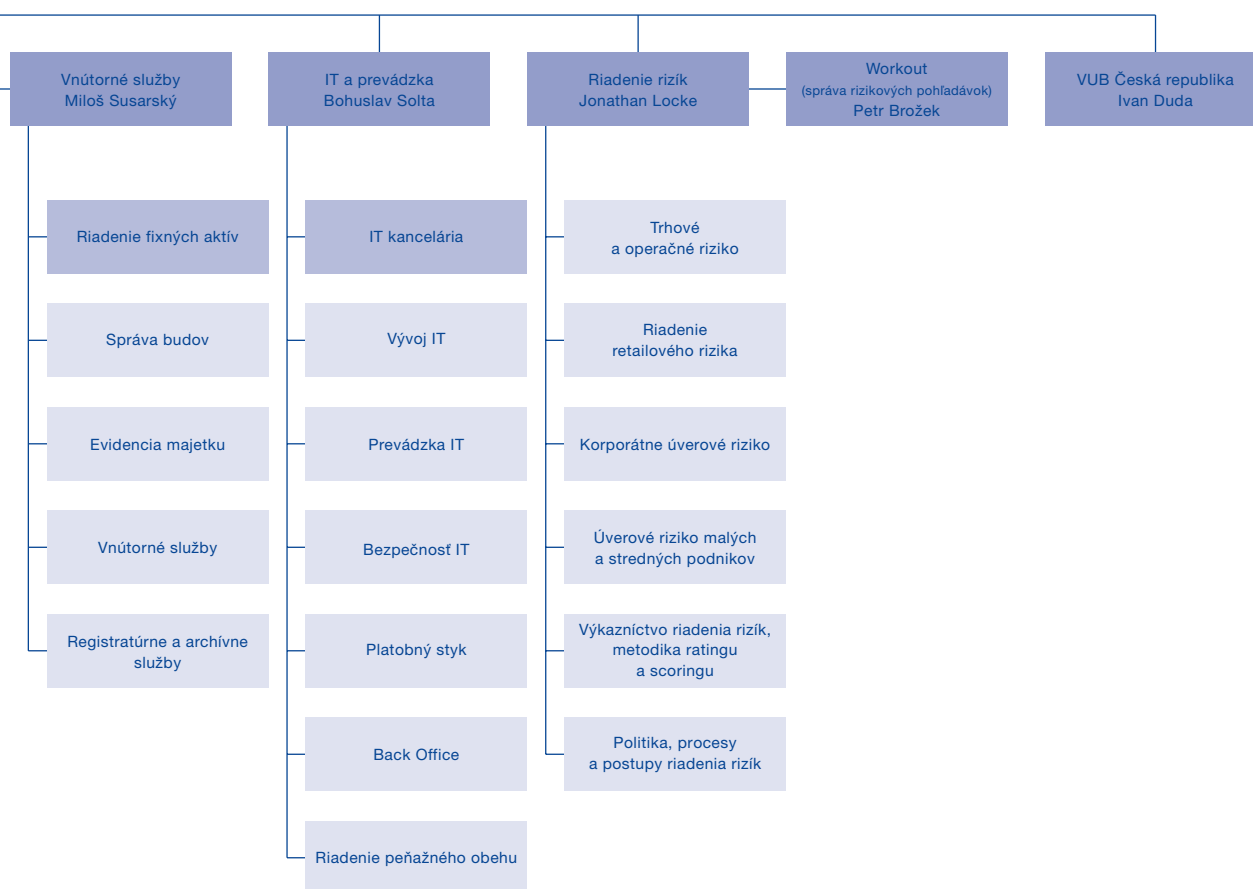 Vnútorné služby
Miloš Susarský
IT a prevádzka
Bohuslav Solta
Riadenie rizík
Jonathan Locke
Workout
(správa rizikových pohľadávok)
Petr Brožek
VUB Česká republika
Ivan Duda
Riadenie fixných aktív
Správa budov
Evidencia majetku
Vnútorné služby
Registratúrne a archívne
služby
IT kancelária
Vývoj IT
Prevádzka IT
Bezpečnosť IT
Platobný styk
Back Office
Riadenie peňažného obehu
Trhové
a operačné riziko
Riadenie
retailového rizika
Korporátne úverové riziko
Úverové riziko malých
a stredných podnikov
Výkazníctvo riadenia rizík,
metodika ratingu
a scoringu
Politika, procesy
a postupy riadenia rizík